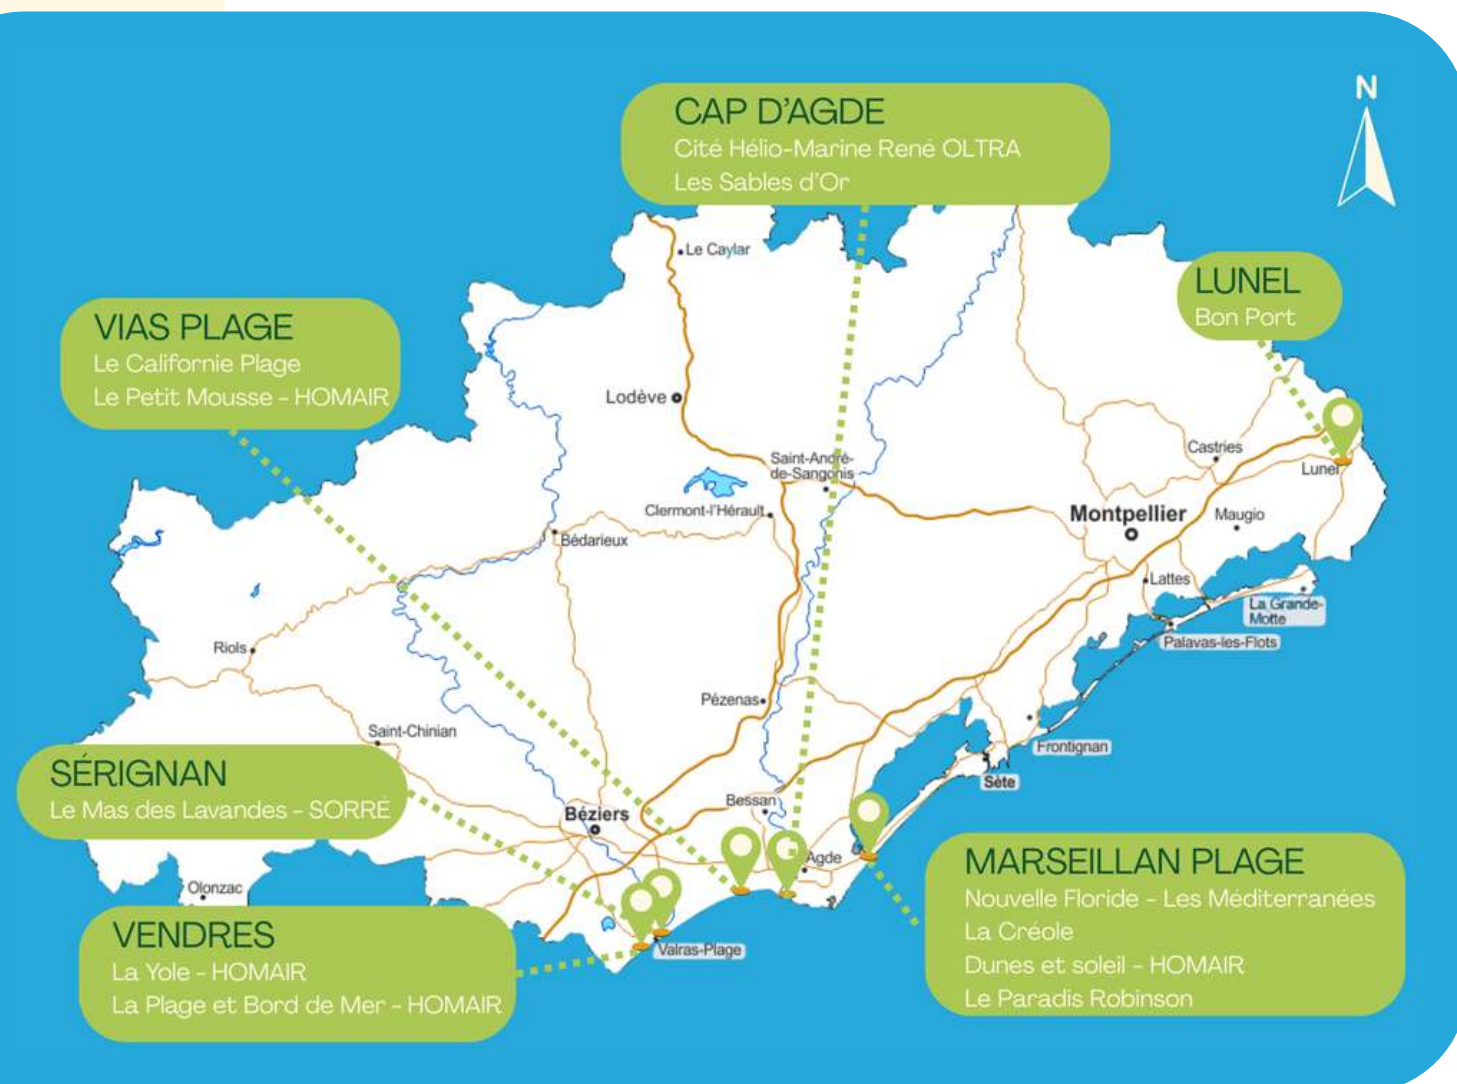 N
CAP D'AGDE
Cité Hélio-Marine René OLTRA
Les Sables d'Or
LUNEL
Bon Port
VIAS PLAGE
Le Californie Plage
Le Petit Mousse - HOMAIR
SÉRIGNAN
Le Mas des Lavandes - SORRÉ
VENDRES
La Yole - HOMAIR
La Plage et Bord de Mer - HOMAIR
MARSEILLAN PLAGE
Nouvelle Floride - Les Méditerranées
La Créole
Dunes et soleil - HOMAIR
Le Paradis Robinson
Le Caylar
Lodève
Saint-André-
de-Sangonis
Clermont-l'Hérault
Bédarieux
Castries
Lunel
Montpellier
Mauguio
Lattes
La Grande-
Motte
Palavas-les-Flots
Riols
Pézenas
Saint-Chinian
Frontignan
Sète
Bessan
Béziers
Agde
Olonzac
Valras-Plage